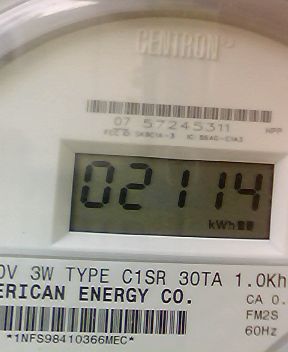 CENTRON
07 57245311
HPP
02114
kWh
0V 3W TYPE C1SR 30TA 1.0Kh
ERICAN ENERGY CO.
CA 0.
FM2S
60Hz
*1NFS98410366MEC*